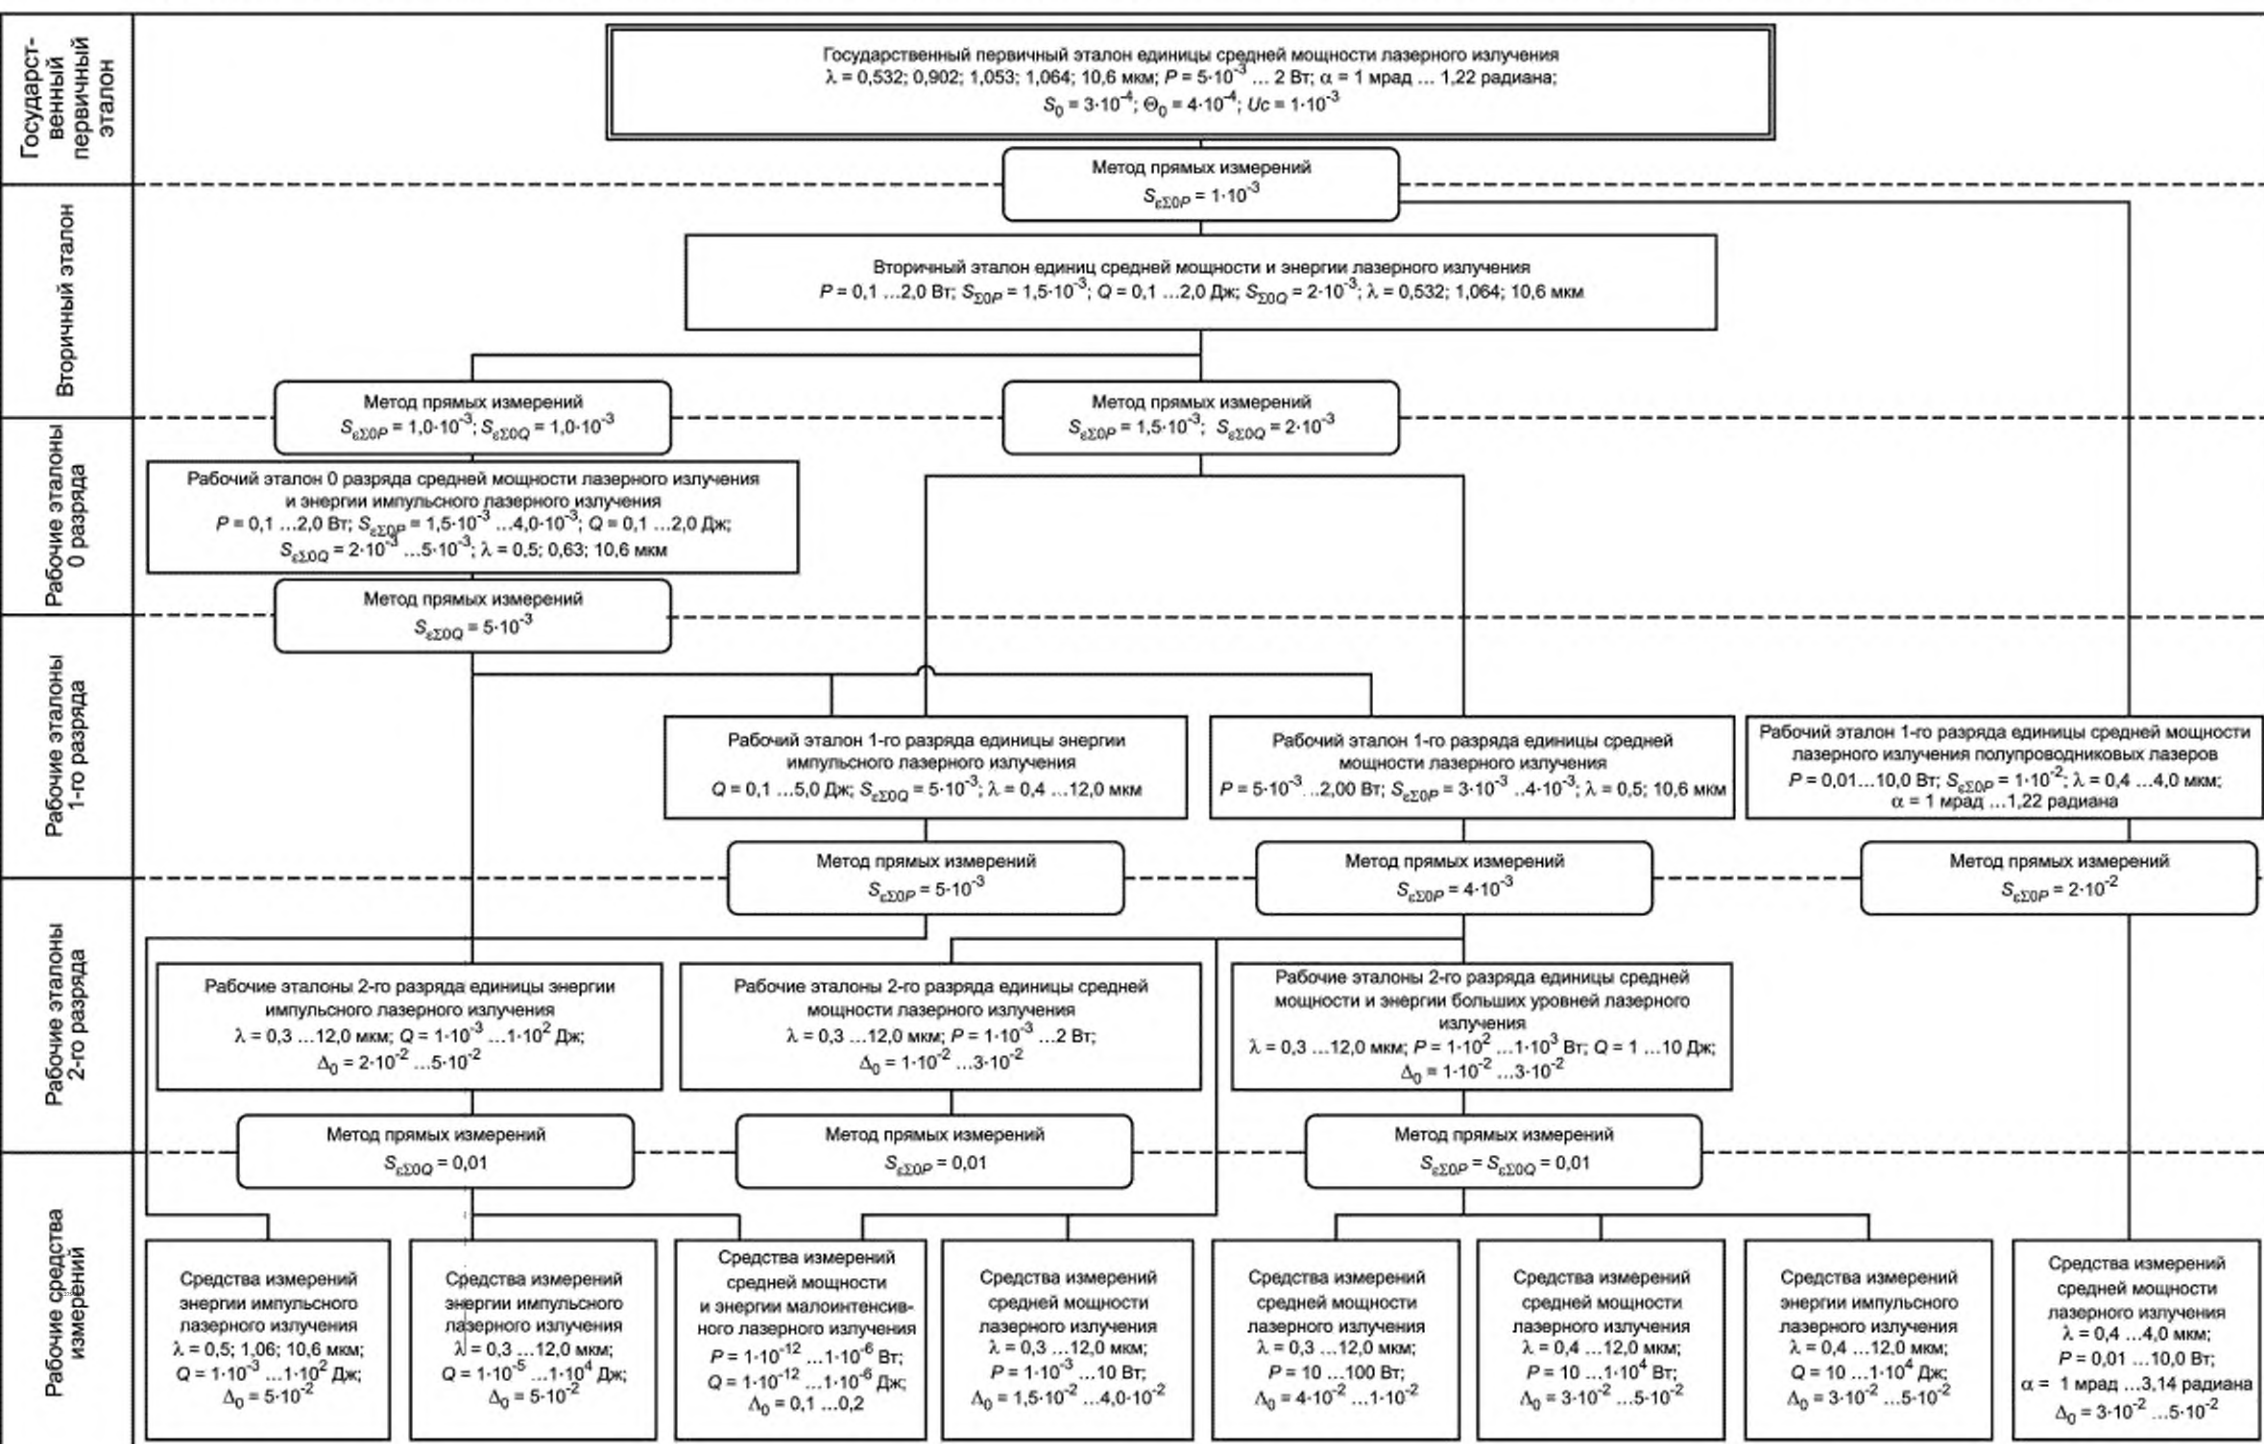 Государст-
венный
первичный
эталон
Государственный первичный эталон единицы средней мощности лазерного излучения
λ = 0,532; 0,902; 1,053; 1,064; 10,6 мкм; P = 5·10⁻³ ... 2 Вт; α = 1 мрад ... 1,22 радиана;
S₀ = 3·10⁻⁴; Θ₀ = 4·10⁻⁴; Uc = 1·10⁻³
Метод прямых измерений
SεΣ0P = 1·10⁻³
Вторичный эталон
Вторичный эталон единиц средней мощности и энергии лазерного излучения
P = 0,1 ...2,0 Вт; SΣ0P = 1,5·10⁻³; Q = 0,1 ...2,0 Дж; SΣ0Q = 2·10⁻³; λ = 0,532; 1,064; 10,6 мкм
Метод прямых измерений
SεΣ0P = 1,0·10⁻³; SεΣ0Q = 1,0·10⁻³
Метод прямых измерений
SεΣ0P = 1,5·10⁻³; SεΣ0Q = 2·10⁻³
Рабочие эталоны
0 разряда
Рабочий эталон 0 разряда средней мощности лазерного излучения
и энергии импульсного лазерного излучения
P = 0,1 ...2,0 Вт; SεΣ0P = 1,5·10⁻³ ...4,0·10⁻³; Q = 0,1 ...2,0 Дж;
SεΣ0Q = 2·10⁻³ ...5·10⁻³; λ = 0,5; 0,63; 10,6 мкм
Метод прямых измерений
SεΣ0Q = 5·10⁻³
Рабочие эталоны
1-го разряда
Рабочий эталон 1-го разряда единицы энергии
импульсного лазерного излучения
Q = 0,1 ...5,0 Дж; SεΣ0Q = 5·10⁻³; λ = 0,4 ...12,0 мкм
Рабочий эталон 1-го разряда единицы средней
мощности лазерного излучения
P = 5·10⁻³ ...2,00 Вт; SεΣ0P = 3·10⁻³ ..4·10⁻³; λ = 0,5; 10,6 мкм
Рабочий эталон 1-го разряда единицы средней мощности
лазерного излучения полупроводниковых лазеров
P = 0,01...10,0 Вт; SεΣ0P = 1·10⁻²; λ = 0,4 ...4,0 мкм;
α = 1 мрад ...1,22 радиана
Метод прямых измерений
SεΣ0P = 5·10⁻³
Метод прямых измерений
SεΣ0P = 4·10⁻³
Метод прямых измерений
SεΣ0P = 2·10⁻²
Рабочие эталоны
2-го разряда
Рабочие эталоны 2-го разряда единицы энергии
импульсного лазерного излучения
λ = 0,3 ...12,0 мкм; Q = 1·10⁻³ ...1·10² Дж;
Δ₀ = 2·10⁻² ...5·10⁻²
Рабочие эталоны 2-го разряда единицы средней
мощности лазерного излучения
λ = 0,3 ...12,0 мкм; P = 1·10⁻³ ...2 Вт;
Δ₀ = 1·10⁻² ...3·10⁻²
Рабочие эталоны 2-го разряда единицы средней
мощности и энергии больших уровней лазерного
излучения
λ = 0,3 ...12,0 мкм; P = 1·10² ...1·10³ Вт; Q = 1 ...10 Дж;
Δ₀ = 1·10⁻² ...3·10⁻²
Метод прямых измерений
SεΣ0Q = 0,01
Метод прямых измерений
SεΣ0P = 0,01
Метод прямых измерений
SεΣ0P = SεΣ0Q = 0,01
Рабочие средства
измерений
Средства измерений
энергии импульсного
лазерного излучения
λ = 0,5; 1,06; 10,6 мкм;
Q = 1·10⁻³ ...1·10² Дж;
Δ₀ = 5·10⁻²
Средства измерений
энергии импульсного
лазерного излучения
λ = 0,3 ...12,0 мкм;
Q = 1·10⁻⁵ ...1·10⁴ Дж;
Δ₀ = 5·10⁻²
Средства измерений
средней мощности
и энергии малоинтенсив-
ного лазерного излучения
P = 1·10⁻¹² ...1·10⁻⁶ Вт;
Q = 1·10⁻¹² ...1·10⁻⁶ Дж;
Δ₀ = 0,1 ...0,2
Средства измерений
средней мощности
лазерного излучения
λ = 0,3 ...12,0 мкм;
P = 1·10⁻³ ...10 Вт;
Δ₀ = 1,5·10⁻² ...4,0·10⁻²
Средства измерений
средней мощности
лазерного излучения
λ = 0,3 ...12,0 мкм;
P = 10 ...100 Вт;
Δ₀ = 4·10⁻² ...1·10⁻²
Средства измерений
средней мощности
лазерного излучения
λ = 0,4 ...12,0 мкм;
P = 10 ...1·10⁴ Вт;
Δ₀ = 3·10⁻² ...5·10⁻²
Средства измерений
энергии импульсного
лазерного излучения
λ = 0,4 ...12,0 мкм;
Q = 10 ...1·10⁴ Дж;
Δ₀ = 3·10⁻² ...5·10⁻²
Средства измерений
средней мощности
лазерного излучения
λ = 0,4 ...4,0 мкм;
P = 0,01 ...10,0 Вт;
α = 1 мрад ...3,14 радиана
Δ₀ = 3·10⁻² ...5·10⁻²